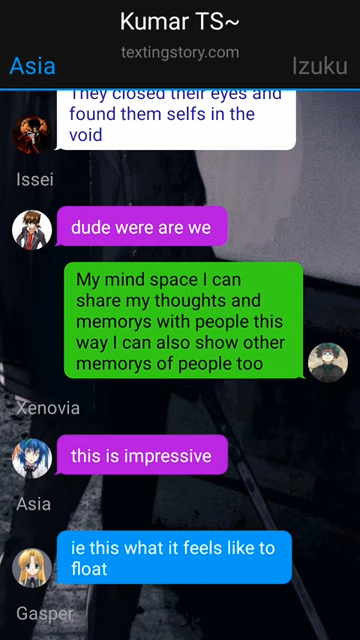 Kumar TS~
textingstory.com
Asia
Izuku
They closed their eyes and
found them selfs in the
void
Issei
dude were are we
My mind space I can
share my thoughts and
memorys with people this
way I can also show other
memorys of people too
Xenovia
this is impressive
Asia
ie this what it feels like to
float
Gasper